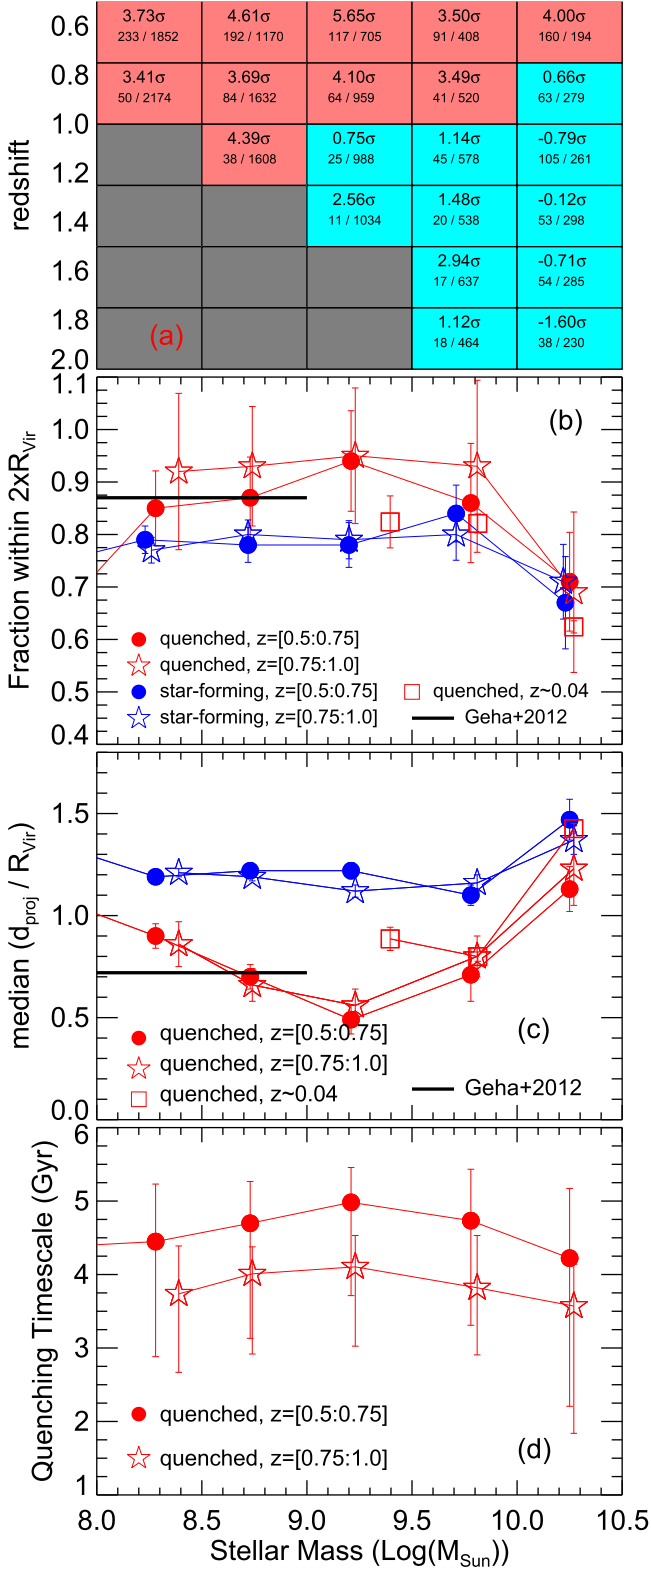 0.6
3.73σ 4.61σ 5.65σ 3.50σ 4.00σ
233 / 1852 192 / 1170 117 / 705 91 / 408 160 / 194
0.8
3.41σ 3.69σ 4.10σ 3.49σ 0.66σ
50 / 2174 84 / 1632 64 / 959 41 / 520 63 / 279
1.0
4.39σ 0.75σ 1.14σ -0.79σ
38 / 1608 25 / 988 45 / 578 105 / 261
1.2
redshift
2.56σ 1.48σ -0.12σ
11 / 1034 20 / 538 53 / 298
1.4
2.94σ -0.71σ
17 / 637 54 / 285
1.6
1.8
1.12σ -1.60σ
18 / 464 38 / 230
(a)
2.0
1.1
(b)
1.0
0.9
0.8
0.7
0.6
0.5
0.4
Fraction within 2xRVir
quenched, z=[0.5:0.75]
quenched, z=[0.75:1.0]
star-forming, z=[0.5:0.75]
star-forming, z=[0.75:1.0]
quenched, z~0.04
Geha+2012
1.5
1.0
0.5
0.0
median (dproj / RVir)
(c)
quenched, z=[0.5:0.75]
quenched, z=[0.75:1.0]
quenched, z~0.04
Geha+2012
6
5
4
3
2
1
Quenching Timescale (Gyr)
quenched, z=[0.5:0.75]
quenched, z=[0.75:1.0]
(d)
8.0 8.5 9.0 9.5 10.0 10.5
Stellar Mass (Log(MSun))